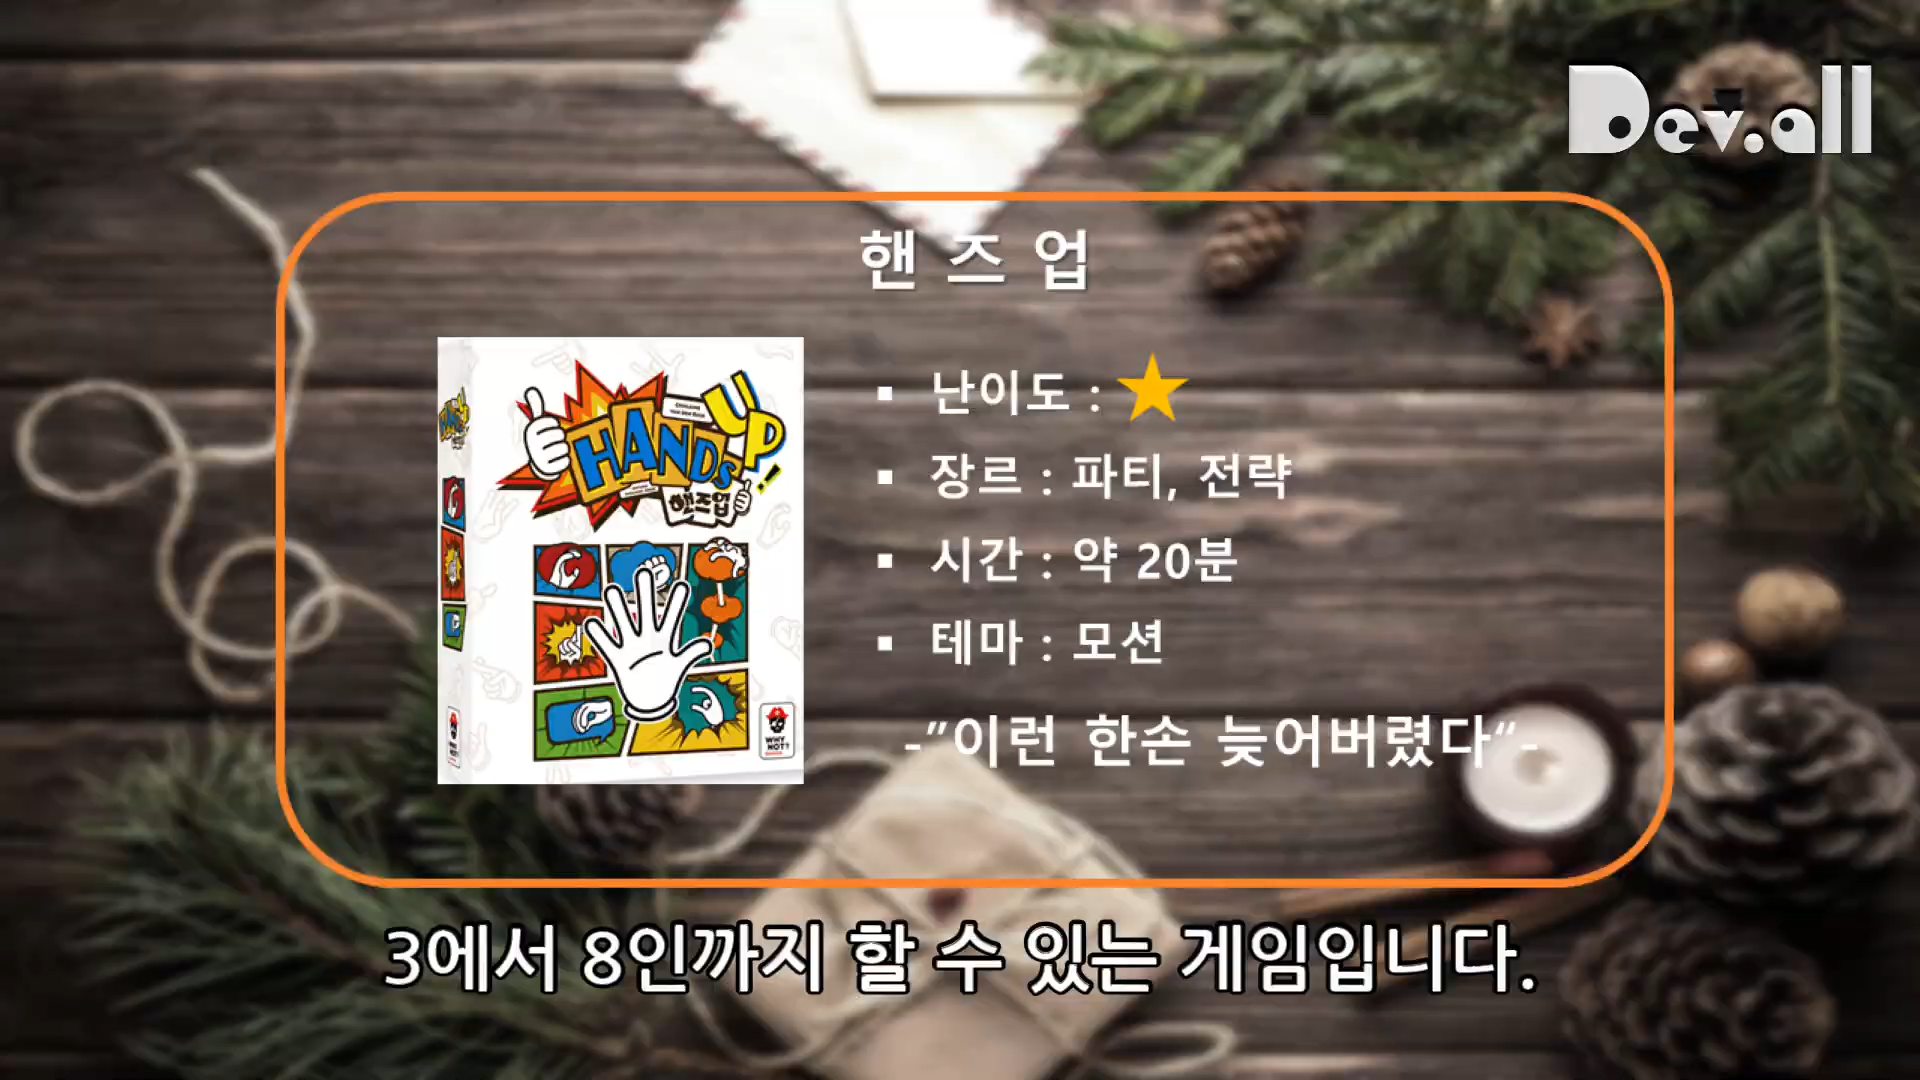 Dev.all
핸즈업
HANDS UP!
핸즈업
WHY NOT?
▪ 난이도 : ★
▪ 장르 : 파티, 전략
▪ 시간 : 약 20분
▪ 테마 : 모션
-”이런 한손 늦어버렸다“-
3에서 8인까지 할 수 있는 게임입니다.